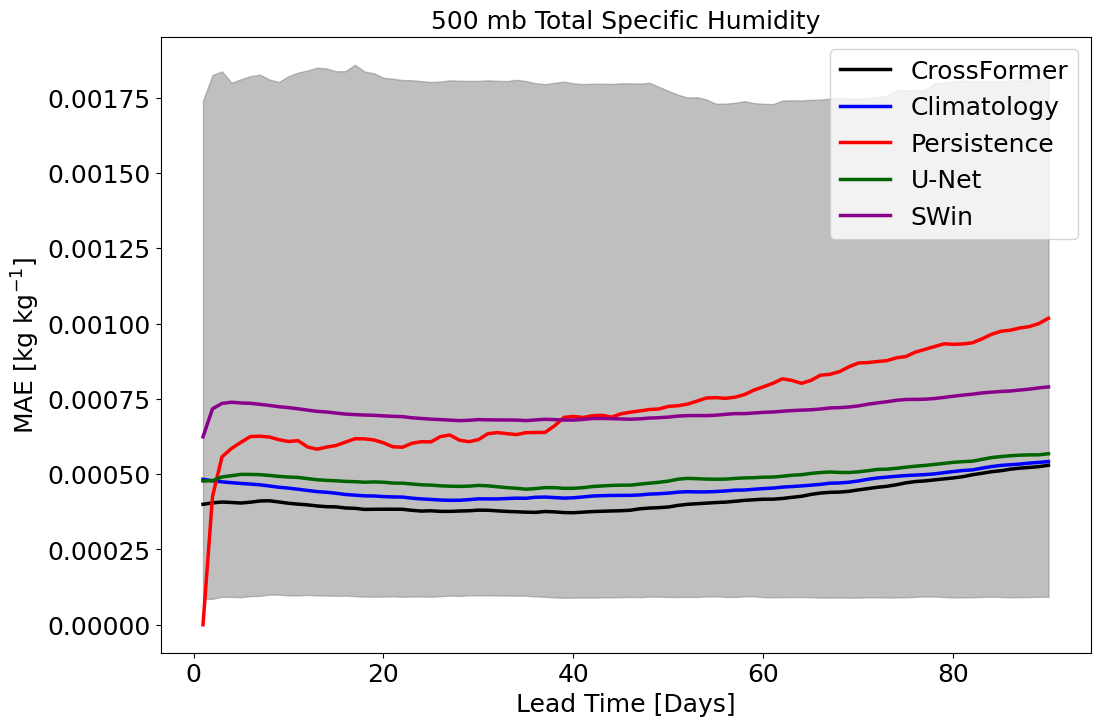 500 mb Total Specific Humidity
CrossFormer
Climatology
Persistence
U-Net
SWin
0.00175
0.00150
0.00125
0.00100
0.00075
0.00050
0.00025
0.00000
MAE [kg kg⁻¹]
0 20 40 60 80
Lead Time [Days]